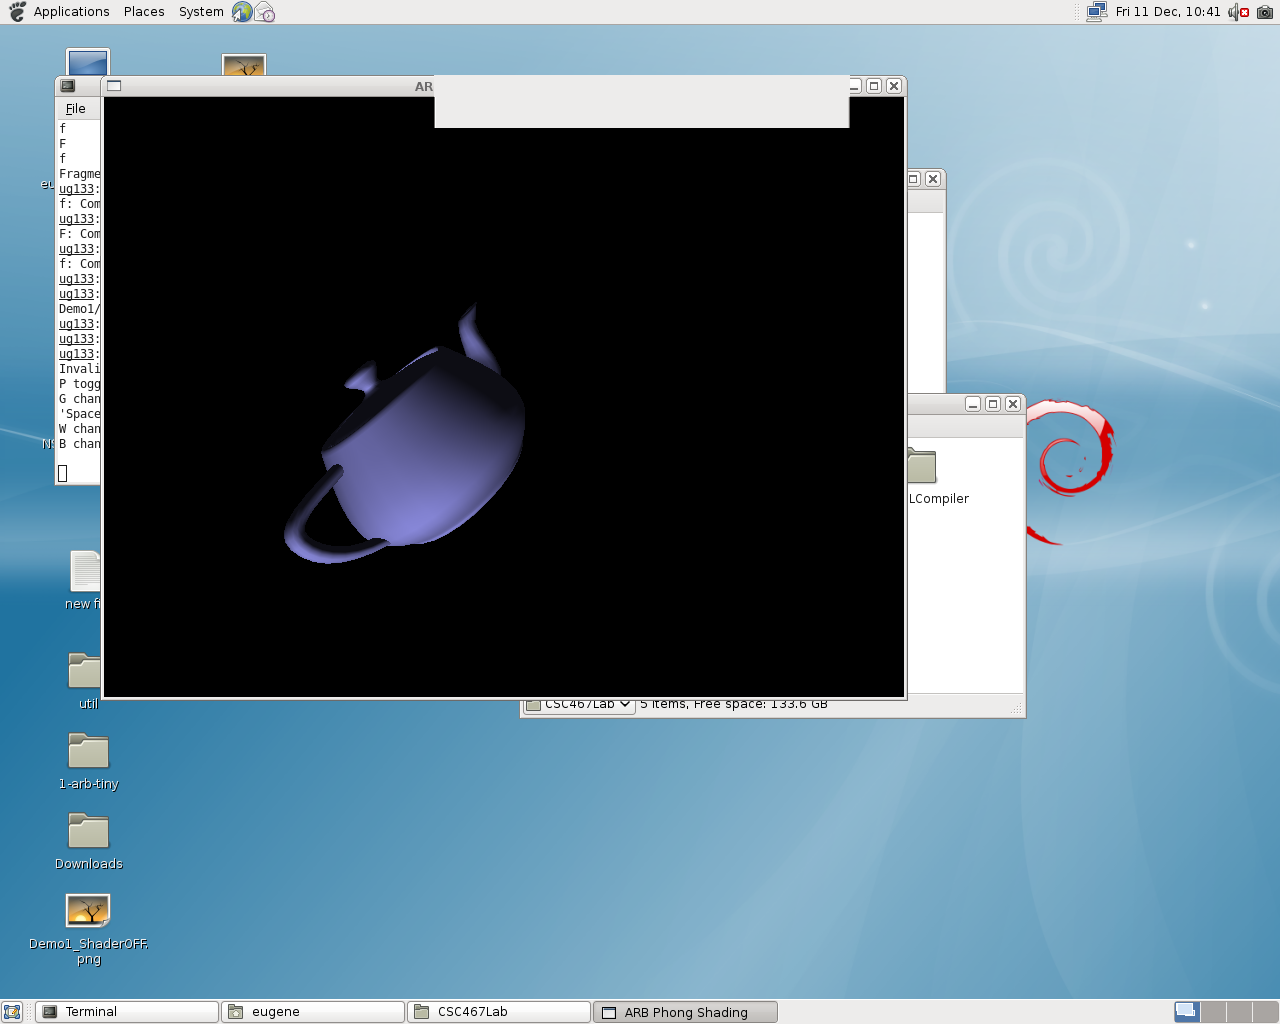 Applications Places System
Fri 11 Dec, 10:41
AR
File
f
F
f
Fragme
ug133:
f: Com
ug133:
F: Com
ug133:
f: Com
ug133:
ug133:
Demo1/
ug133:
ug133:
ug133:
Invali
P togg
G chan
'Space
W chan
B chan
LCompiler
new fi
util
CSC467Lab 5 items, Free space: 133.6 GB
1-arb-tiny
Downloads
Demo1_ShaderOFF.
png
Terminal eugene CSC467Lab ARB Phong Shading